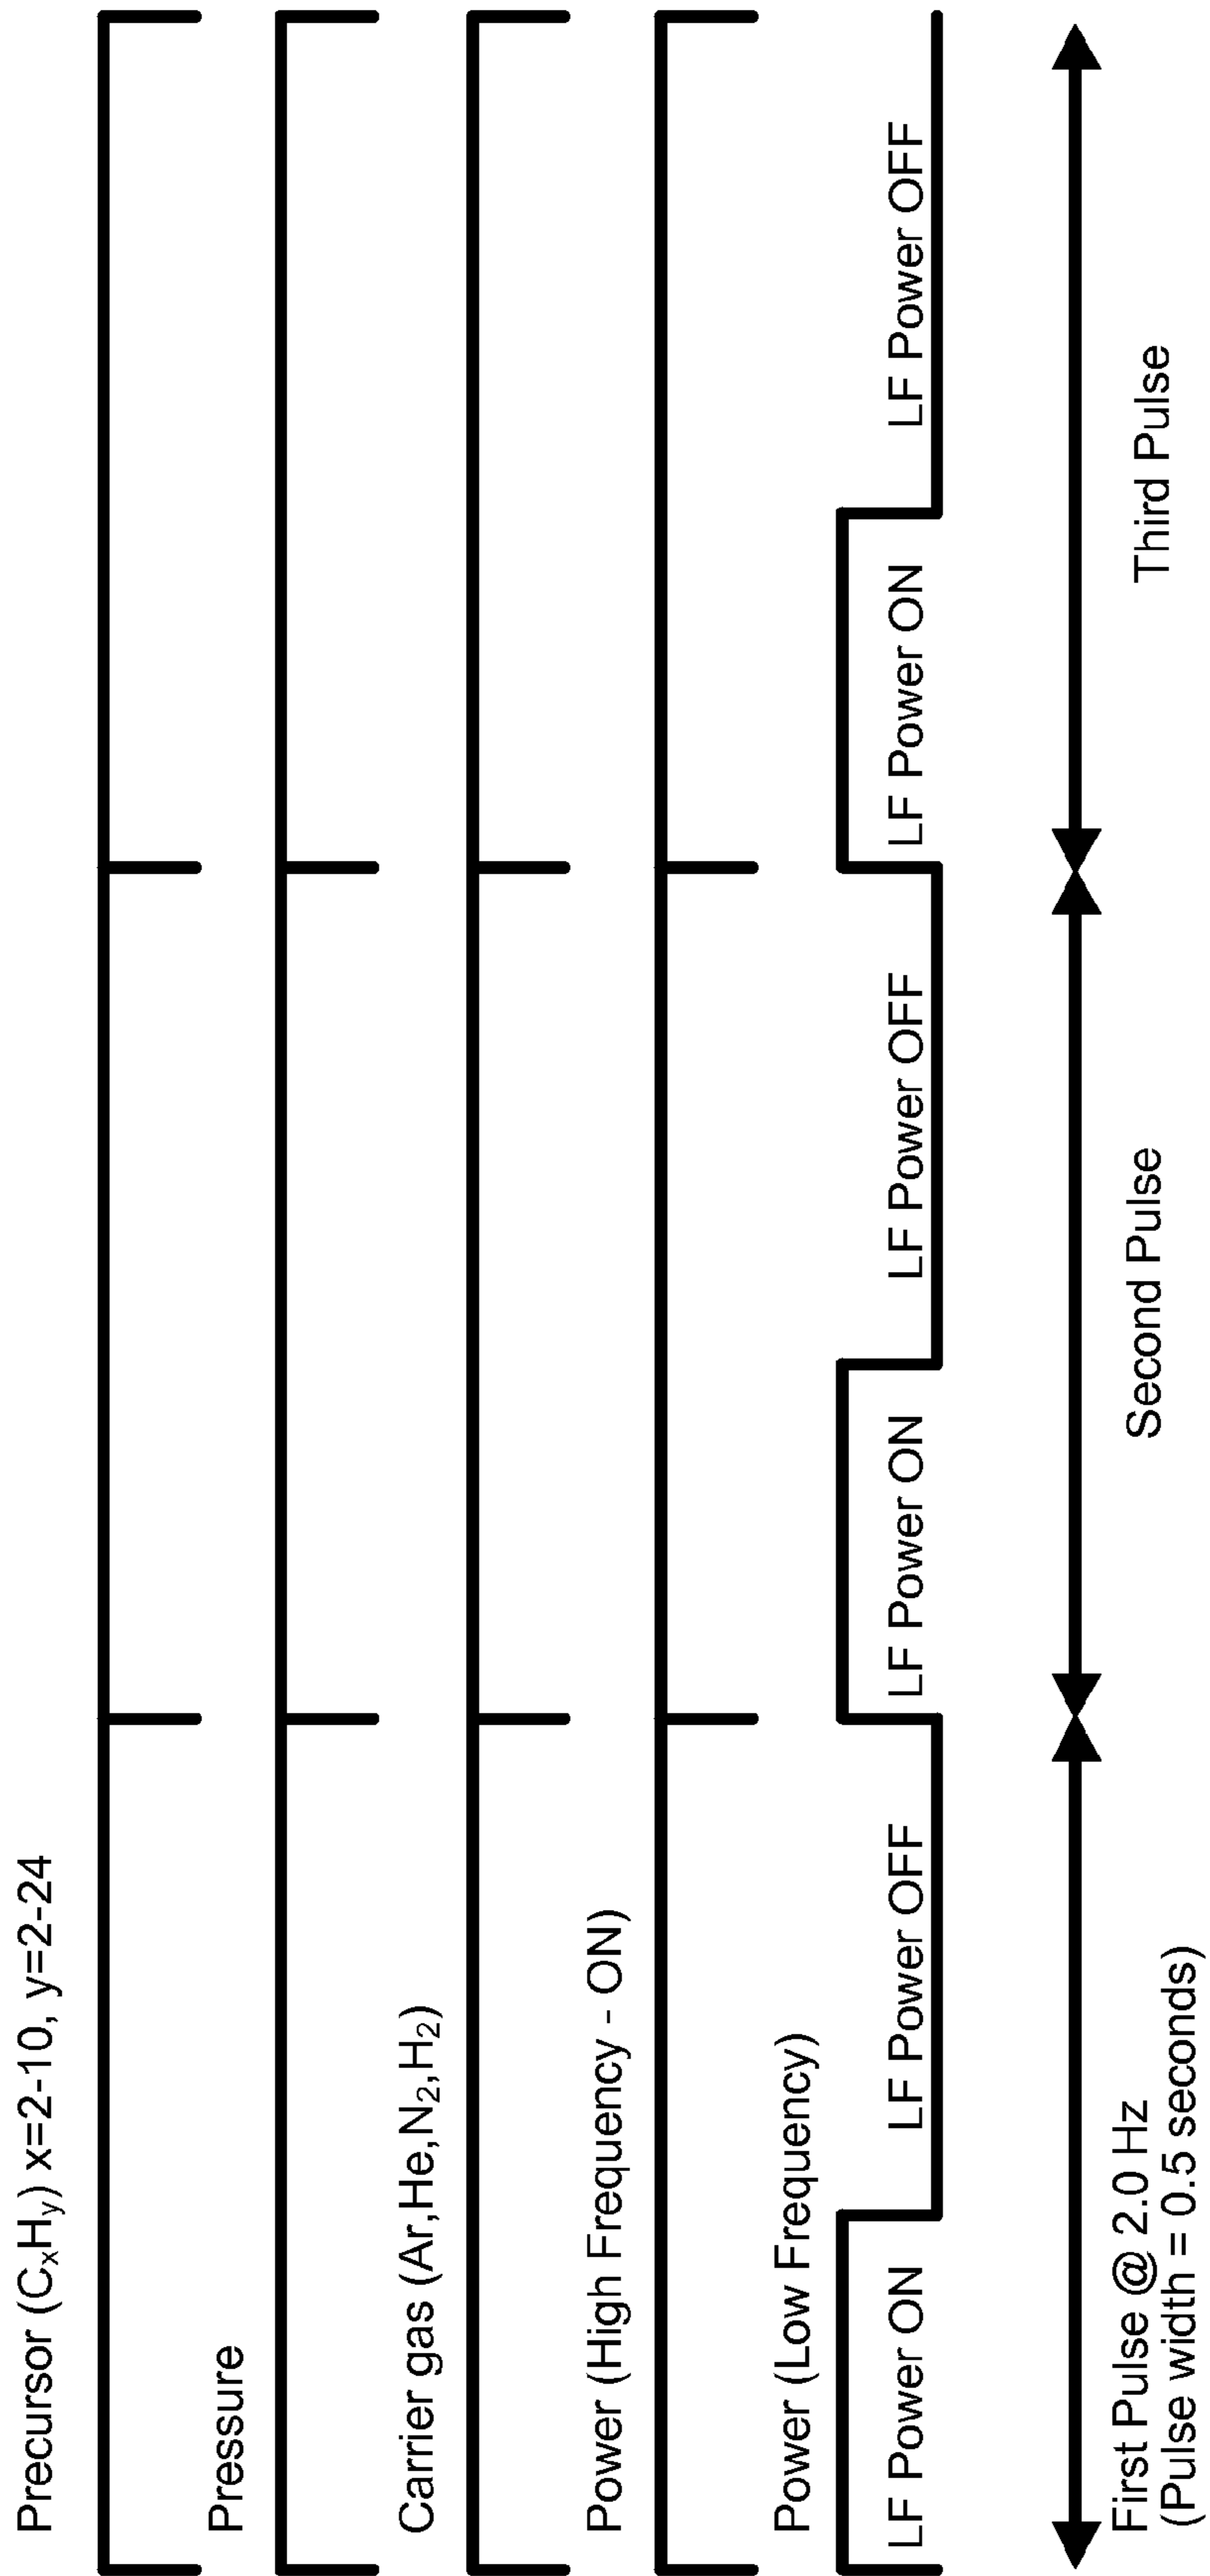 Precursor (CₓHᵧ) x=2-10, y=2-24
Pressure
Carrier gas (Ar,He,N₂,H₂)
Power (High Frequency - ON)
Power (Low Frequency)
LF Power ON
LF Power OFF
LF Power ON
LF Power OFF
LF Power ON
LF Power OFF
First Pulse @ 2.0 Hz
(Pulse width = 0.5 seconds)
Second Pulse
Third Pulse